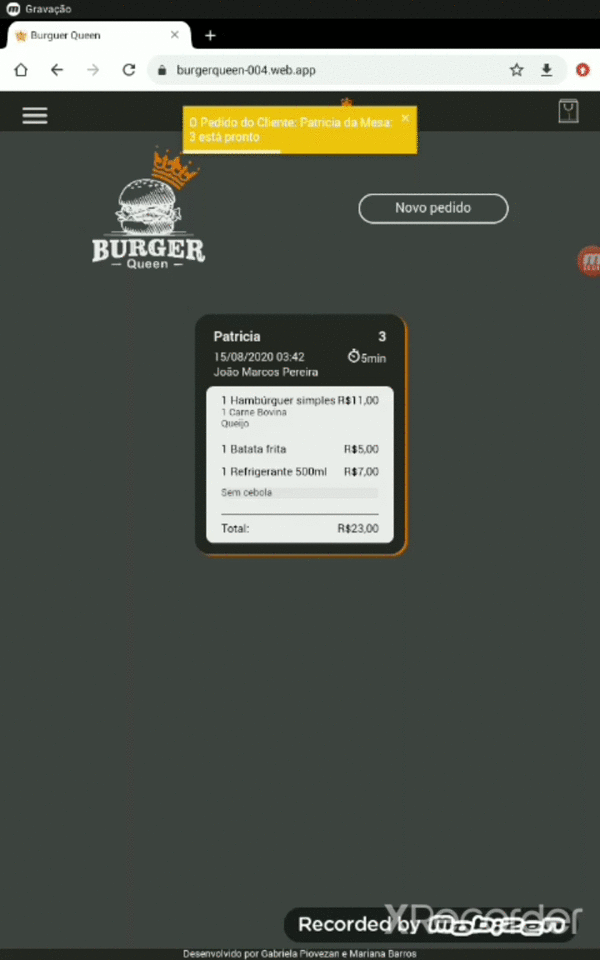 Gravação
Burguer Queen
burgerqueen-004.web.app
O Pedido do Cliente: Patricia da Mesa:
3 está pronto
BURGER
Queen
Novo pedido
Patricia 3
15/08/2020 03:42 5min
João Marcos Pereira
1 Hambúrguer simples R$11,00
1 Carne Bovina
Queijo
1 Batata frita R$5,00
1 Refrigerante 500ml R$7,00
Sem cebola
Total: R$23,00
XRecorder
Recorded by
Desenvolvido por Gabriela Piovezan e Mariana Barros